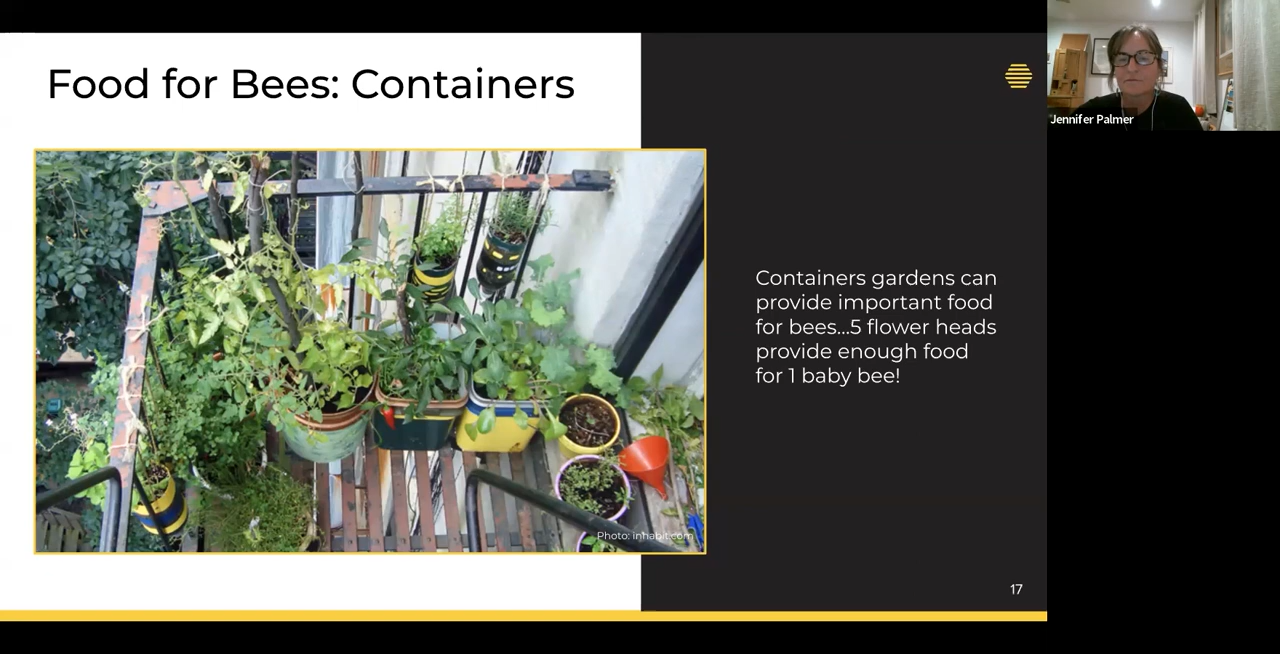 Food for Bees: Containers
Jennifer Palmer
Containers gardens can
provide important food
for bees...5 flower heads
provide enough food
for 1 baby bee!
Photo: inhabit.com
17